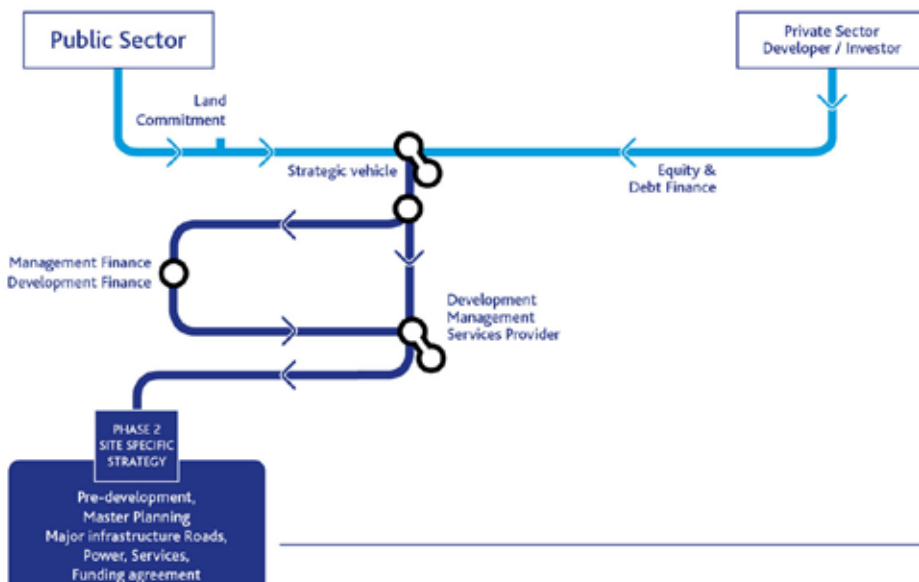 Public Sector
Private Sector
Developer / Investor
Land
Commitment
Strategic vehicle
Equity &
Debt Finance
Management Finance
Development Finance
Development
Management
Services Provider
PHASE 2
SITE SPECIFIC
STRATEGY
Pre-development,
Master Planning
Major infrastructure Roads,
Power, Services,
Funding agreement